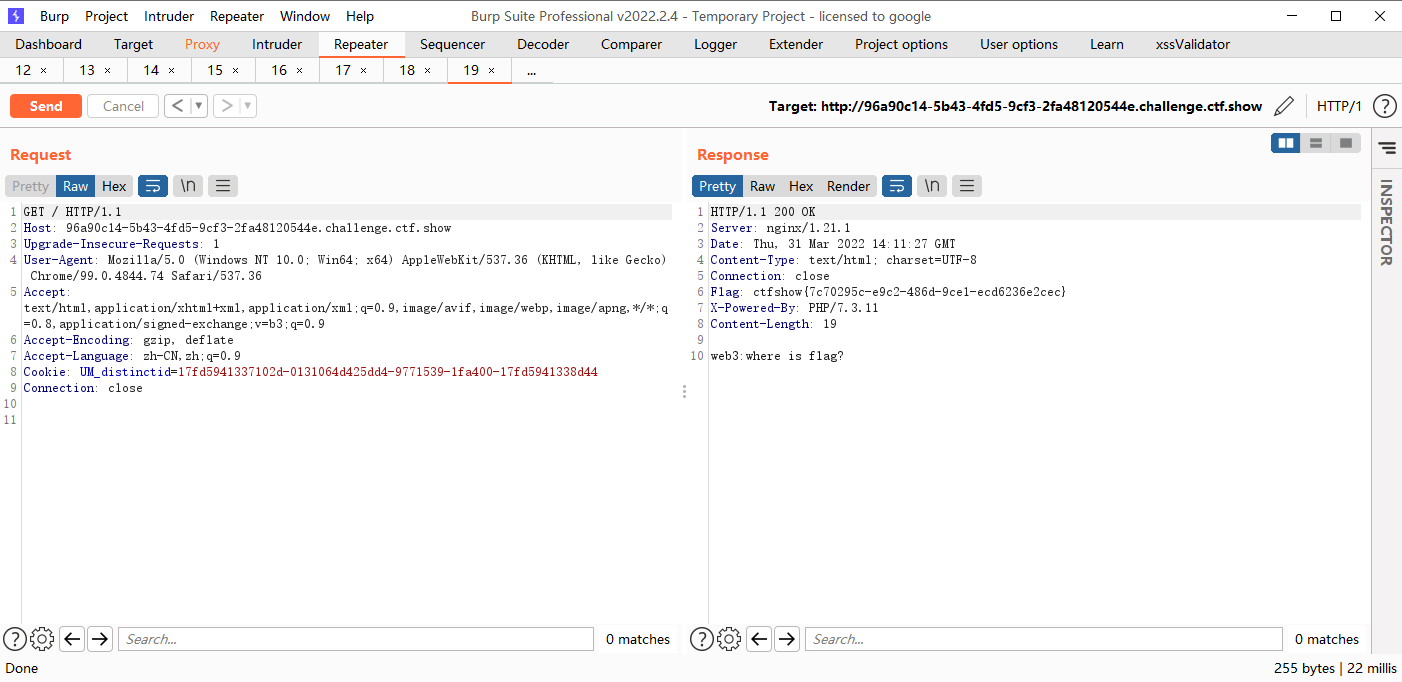 Burp Project Intruder Repeater Window Help Burp Suite Professional v2022.2.4 - Temporary Project - licensed to google
Dashboard Target Proxy Intruder Repeater Sequencer Decoder Comparer Logger Extender Project options User options Learn xssValidator
12 × 13 × 14 × 15 × 16 × 17 × 18 × 19 × ...
Send Cancel < > Target: http://96a90c14-5b43-4fd5-9cf3-2fa48120544e.challenge.ctf.show HTTP/1 ?
Request
Pretty Raw Hex \n
1 GET / HTTP/1.1
2 Host: 96a90c14-5b43-4fd5-9cf3-2fa48120544e.challenge.ctf.show
3 Upgrade-Insecure-Requests: 1
4 User-Agent: Mozilla/5.0 (Windows NT 10.0; Win64; x64) AppleWebKit/537.36 (KHTML, like Gecko)
Chrome/99.0.4844.74 Safari/537.36
5 Accept:
text/html,application/xhtml+xml,application/xml;q=0.9,image/avif,image/webp,image/apng,*/*;q
=0.8,application/signed-exchange;v=b3;q=0.9
6 Accept-Encoding: gzip, deflate
7 Accept-Language: zh-CN,zh;q=0.9
8 Cookie: UM_distinctid=17fd5941337102d-0131064d425dd4-9771539-1fa400-17fd5941338d44
9 Connection: close
10
11
Response
Pretty Raw Hex Render \n
1 HTTP/1.1 200 OK
2 Server: nginx/1.21.1
3 Date: Thu, 31 Mar 2022 14:11:27 GMT
4 Content-Type: text/html; charset=UTF-8
5 Connection: close
6 Flag: ctfshow{7c70295c-e9c2-486d-9ce1-ecd6236e2cec}
7 X-Powered-By: PHP/7.3.11
8 Content-Length: 19
9
10 web3:where is flag?
INSPECTOR
? Search... 0 matches
? Search... 0 matches
Done 255 bytes | 22 millis